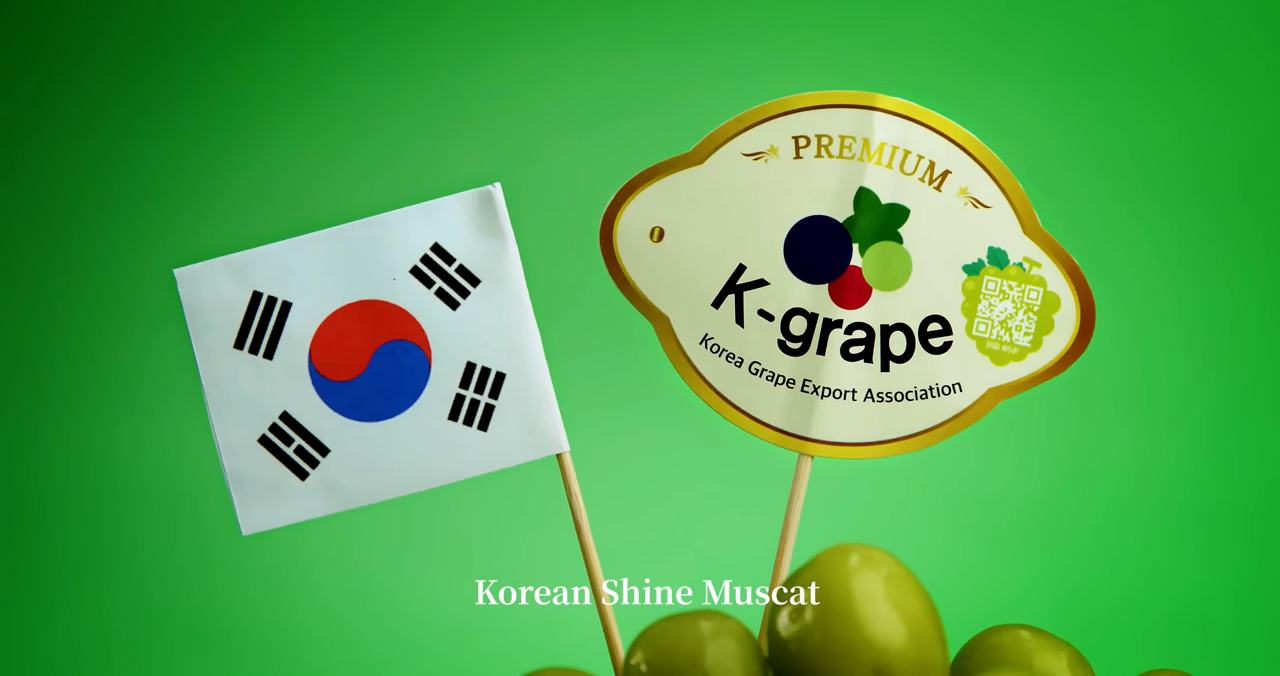 PREMIUM
K-grape
Korea Grape Export Association
Korean Shine Muscat